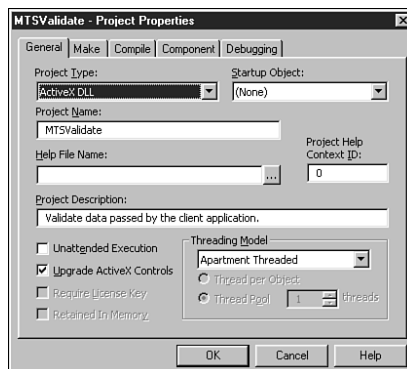 MTSValidate - Project Properties
General Make Compile Component Debugging
Project Type:
Startup Object:
ActiveX DLL
(None)
Project Name:
MTSValidate
Help File Name:
Project Help
Context ID:
...
0
Project Description:
Validate data passed by the client application.
Unattended Execution
Upgrade ActiveX Controls
Require License Key
Retained In Memory
Threading Model
Apartment Threaded
Thread per Object
Thread Pool 1 threads
OK Cancel Help